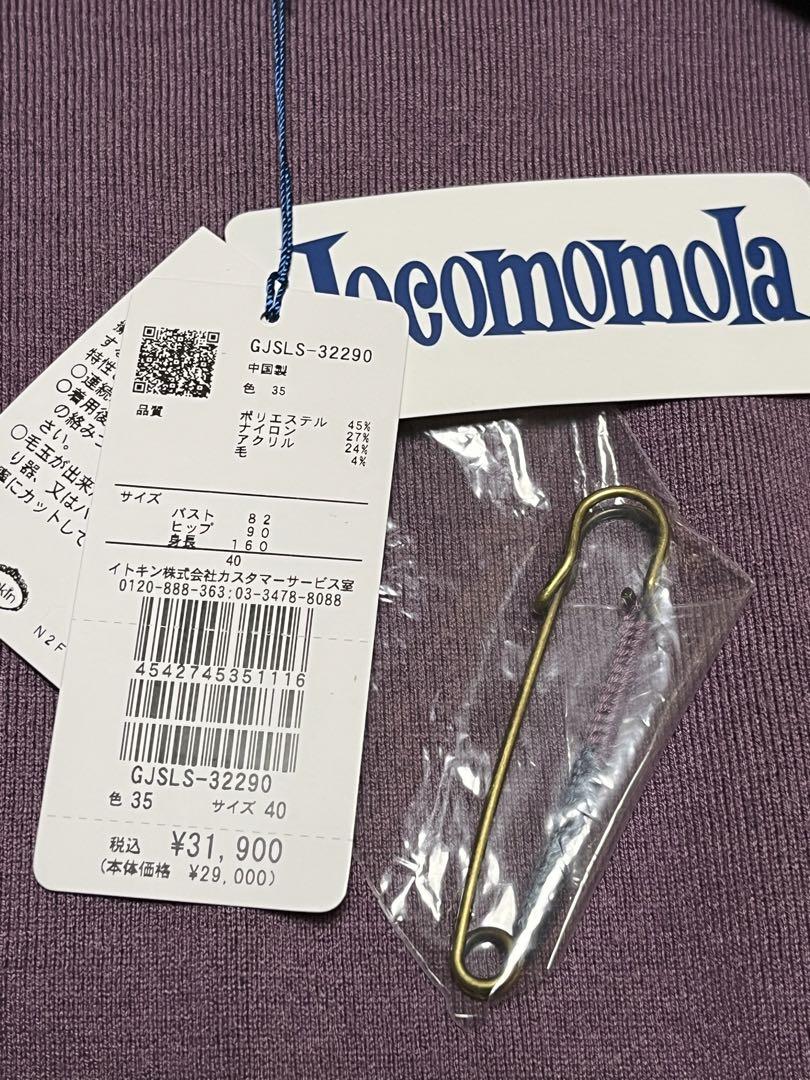 Jocomomola
す
特性
○連続
○着用後
の絡み
さい。
○毛玉が出来
り器、又はハ
にカットして
N2F
GJSLS-32290
中国製
色 35
品質
ポリエステル 45%
ナイロン 27%
アクリル 24%
毛 4%
サイズ
バスト 82
ヒップ 90
身長 160
40
イトキン株式会社カスタマーサービス室
0120-888-363;03-3478-8088
4542745351116
GJSLS-32290
色 35 サイズ 40
税込 ¥31,900
(本体価格 ¥29,000)